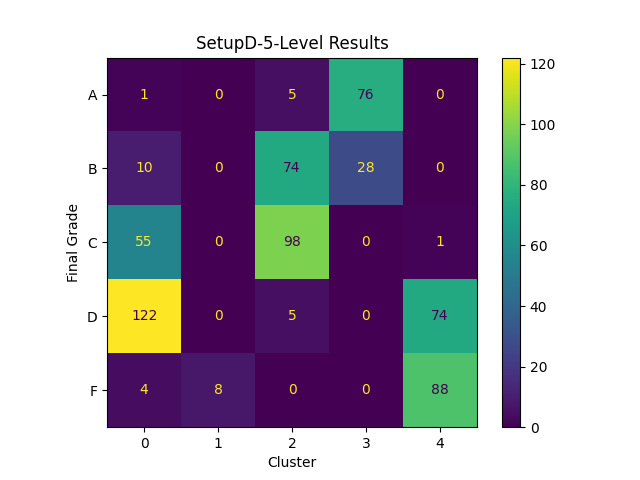 SetupD-5-Level Results
Final Grade
A 1 0 5 76 0
B 10 0 74 28 0
C 55 0 98 0 1
D 122 0 5 0 74
F 4 8 0 0 88
0 1 2 3 4
Cluster
120
100
80
60
40
20
0